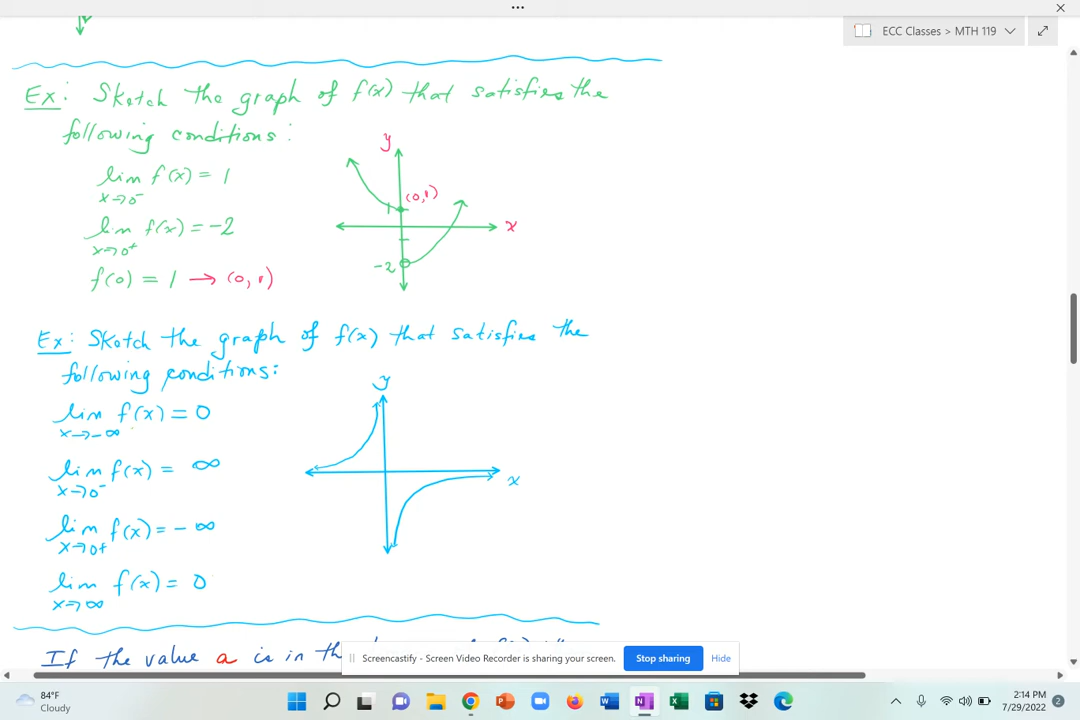 ECC Classes > MTH 119
Ex: Sketch the graph of f(x) that satisfies the
following conditions:
lim f(x) = 1
x→0⁻
lim f(x) = -2
x→0⁺
f(0) = 1 → (0,1)
y
(0,1)
1
x
-2
Ex: Sketch the graph of f(x) that satisfies the
following conditions:
lim f(x) = 0
x→-∞
lim f(x) = ∞
x→0⁻
lim f(x) = -∞
x→0⁺
lim f(x) = 0
x→∞
y
x
If the value a is in th
Screencastify - Screen Video Recorder is sharing your screen.
Stop sharing
Hide
84°F
Cloudy
2:14 PM
7/29/2022
2